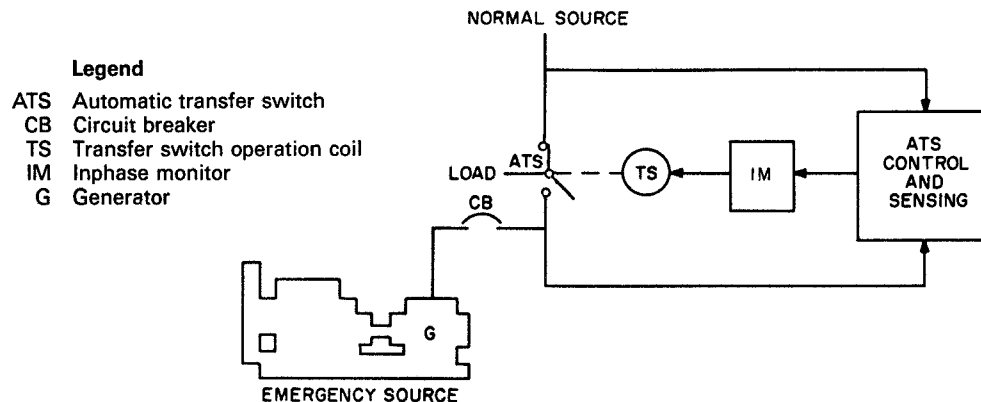 NORMAL SOURCE
Legend
ATS Automatic transfer switch
CB Circuit breaker
TS Transfer switch operation coil
IM Inphase monitor
G Generator
ATS
LOAD
TS
IM
ATS
CONTROL
AND
SENSING
CB
G
EMERGENCY SOURCE